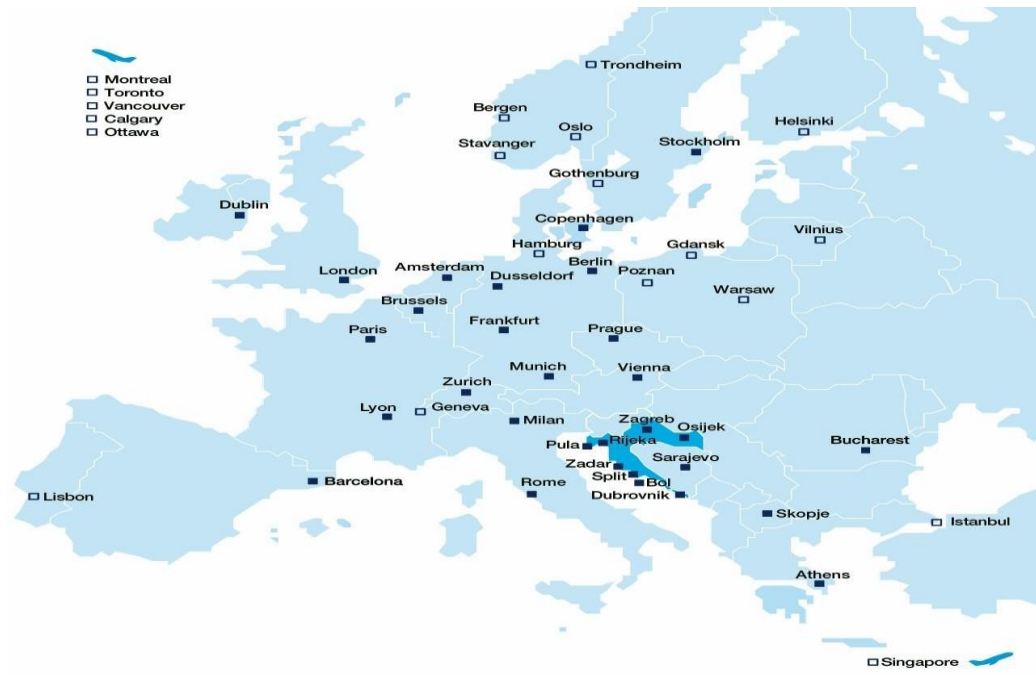 Montreal
Toronto
Vancouver
Calgary
Ottawa
Trondheim
Bergen
Oslo
Stavanger
Helsinki
Stockholm
Gothenburg
Dublin
Copenhagen
Vilnius
Hamburg
Gdansk
London
Amsterdam
Dusseldorf
Berlin
Poznan
Warsaw
Brussels
Frankfurt
Paris
Prague
Munich
Vienna
Zurich
Lyon
Geneva
Milan
Zagreb
Osijek
Pula
Rijeka
Bucharest
Sarajevo
Zadar
Split
Bol
Lisbon
Barcelona
Rome
Dubrovnik
Skopje
Istanbul
Athens
Singapore